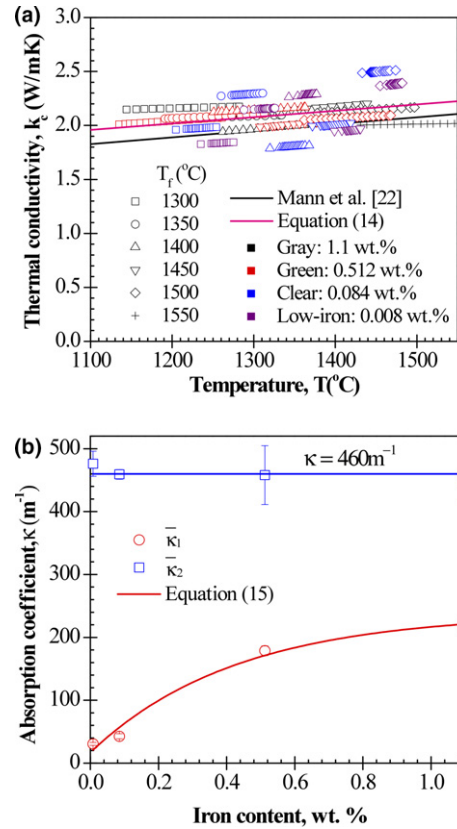 (a)
Thermal conductivity, k_c (W/mK)
3.0
2.5
2.0
1.5
1.0
0.5
0.0
T_f (°C)
□ 1300
○ 1350
△ 1400
▽ 1450
◇ 1500
+ 1550
Mann et al. [22]
Equation (14)
Gray: 1.1 wt.%
Green: 0.512 wt.%
Clear: 0.084 wt.%
Low-iron: 0.008 wt.%
1100 1200 1300 1400 1500
Temperature, T(°C)
(b)
Absorption coefficient,κ (m⁻¹)
500
400
300
200
100
0
κ = 460m⁻¹
κ̄₁
κ̄₂
Equation (15)
0.0 0.2 0.4 0.6 0.8 1.0
Iron content, wt. %